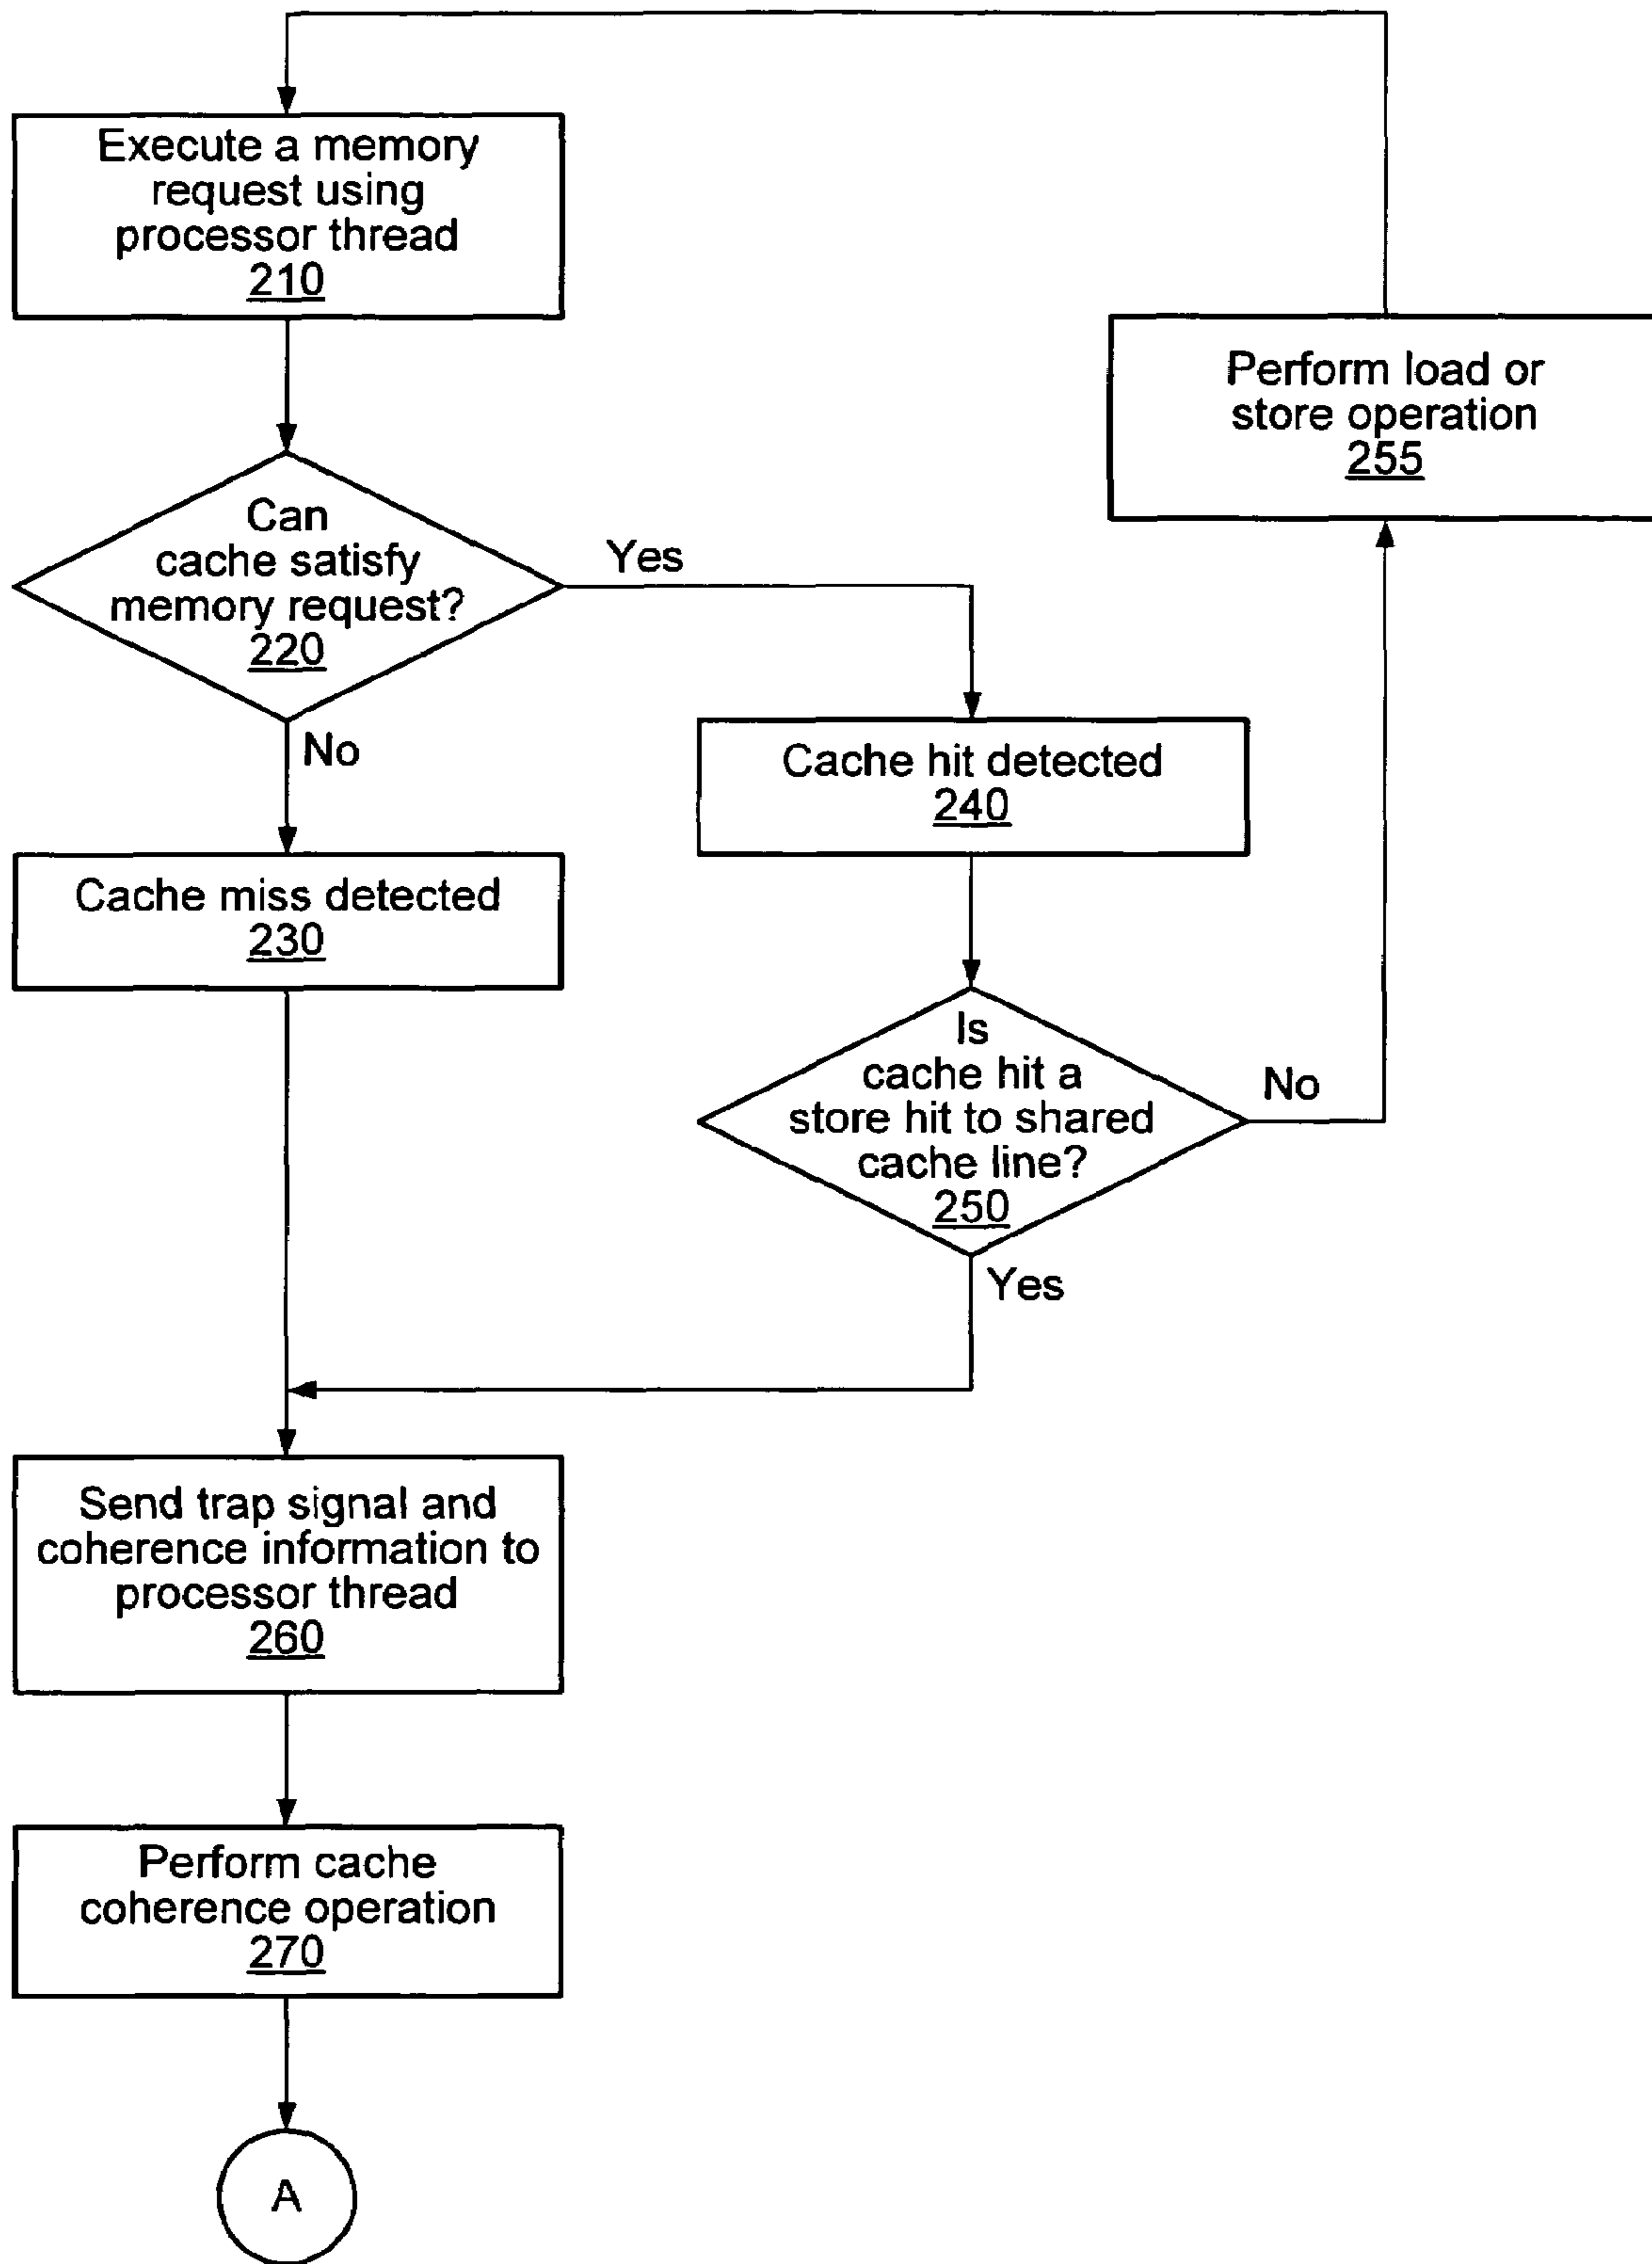 Execute a memory
request using
processor thread
210
Perform load or
store operation
255
Can
cache satisfy
memory request?
220
Yes
No
Cache hit detected
240
Cache miss detected
230
Is
cache hit a
store hit to shared
cache line?
250
No
Yes
Send trap signal and
coherence information to
processor thread
260
Perform cache
coherence operation
270
A